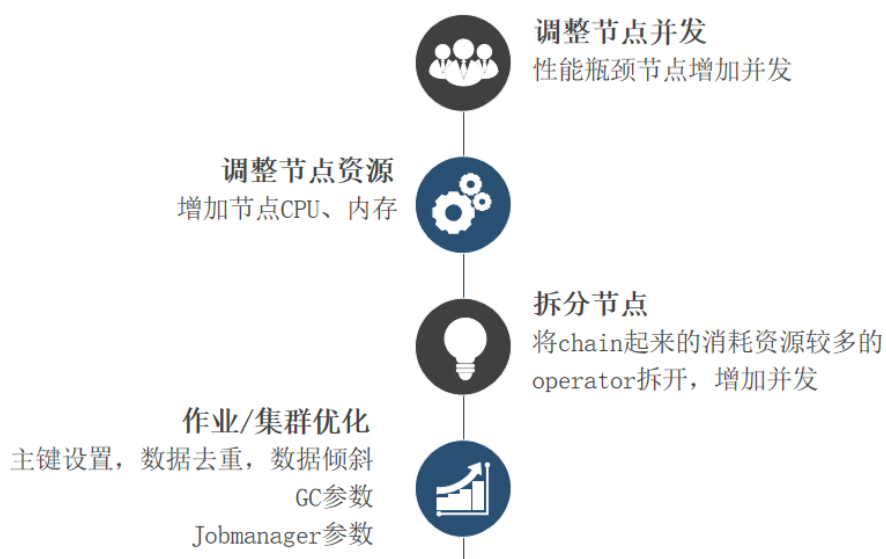 调整节点并发
性能瓶颈节点增加并发
调整节点资源
增加节点CPU、内存
拆分节点
将chain起来的消耗资源较多的
operator拆开，增加并发
作业/集群优化
主键设置，数据去重，数据倾斜
GC参数
Jobmanager参数